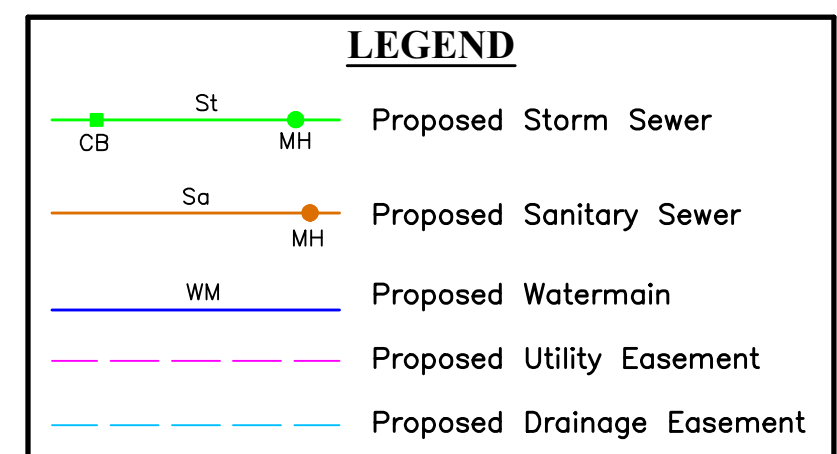 LEGEND
St
CB MH Proposed Storm Sewer
Sa
MH Proposed Sanitary Sewer
WM Proposed Watermain
Proposed Utility Easement
Proposed Drainage Easement